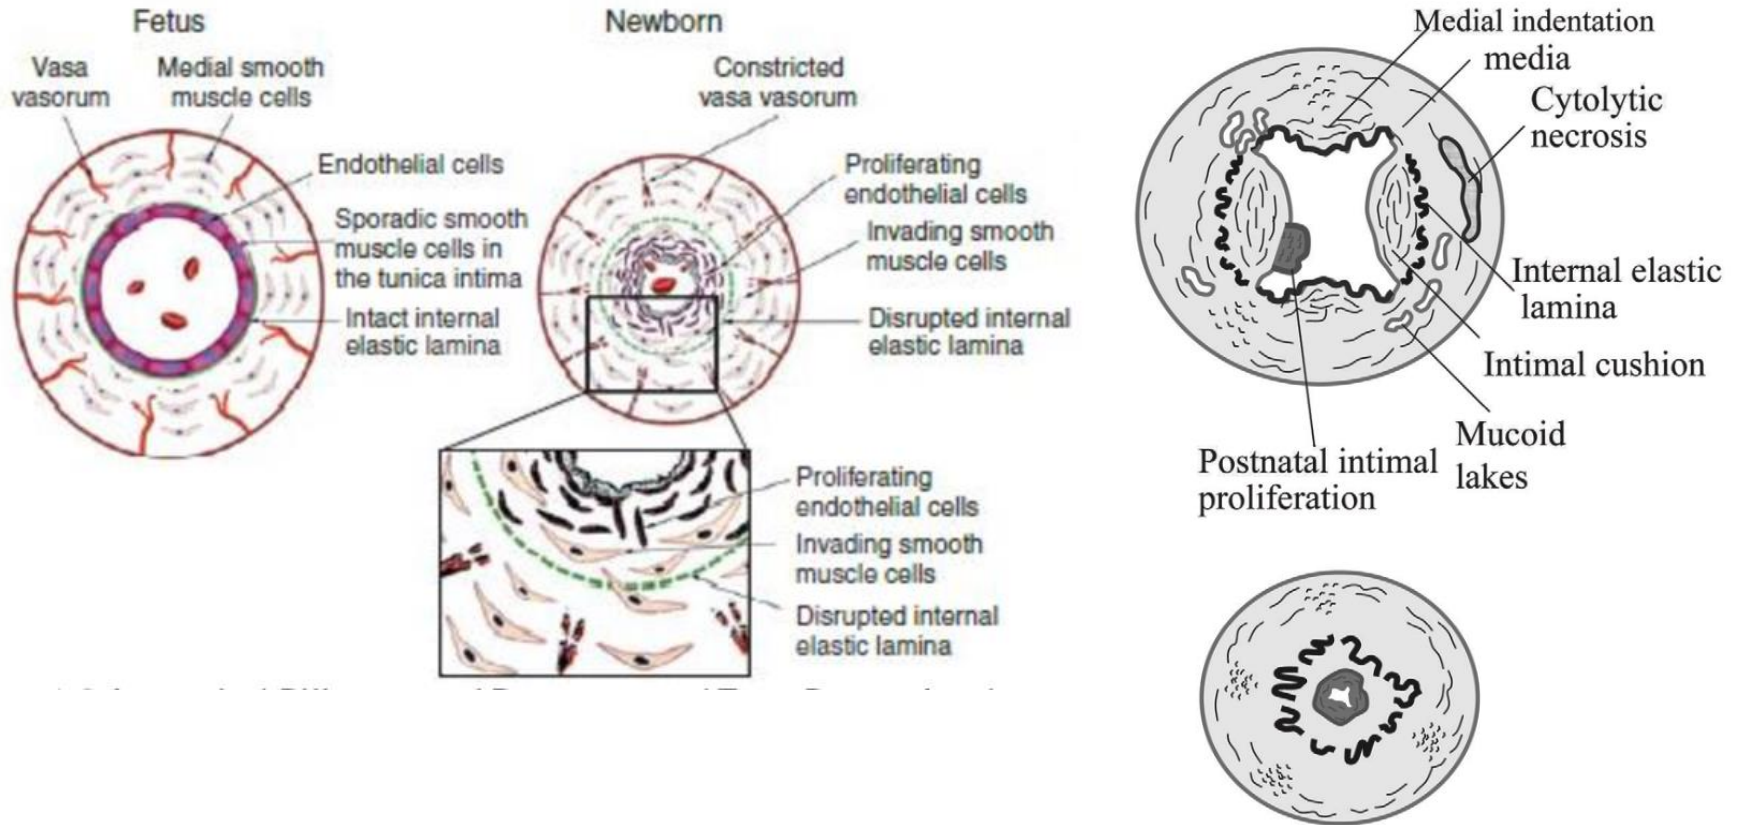 Fetus
Vasa
vasorum
Medial smooth
muscle cells
Endothelial cells
Sporadic smooth
muscle cells in
the tunica intima
Intact internal
elastic lamina
Newborn
Constricted
vasa vasorum
Proliferating
endothelial cells
Invading smooth
muscle cells
Disrupted internal
elastic lamina
Proliferating
endothelial cells
Invading smooth
muscle cells
Disrupted internal
elastic lamina
Medial indentation
media
Cytolytic
necrosis
Internal elastic
lamina
Intimal cushion
Mucoid
lakes
Postnatal intimal
proliferation